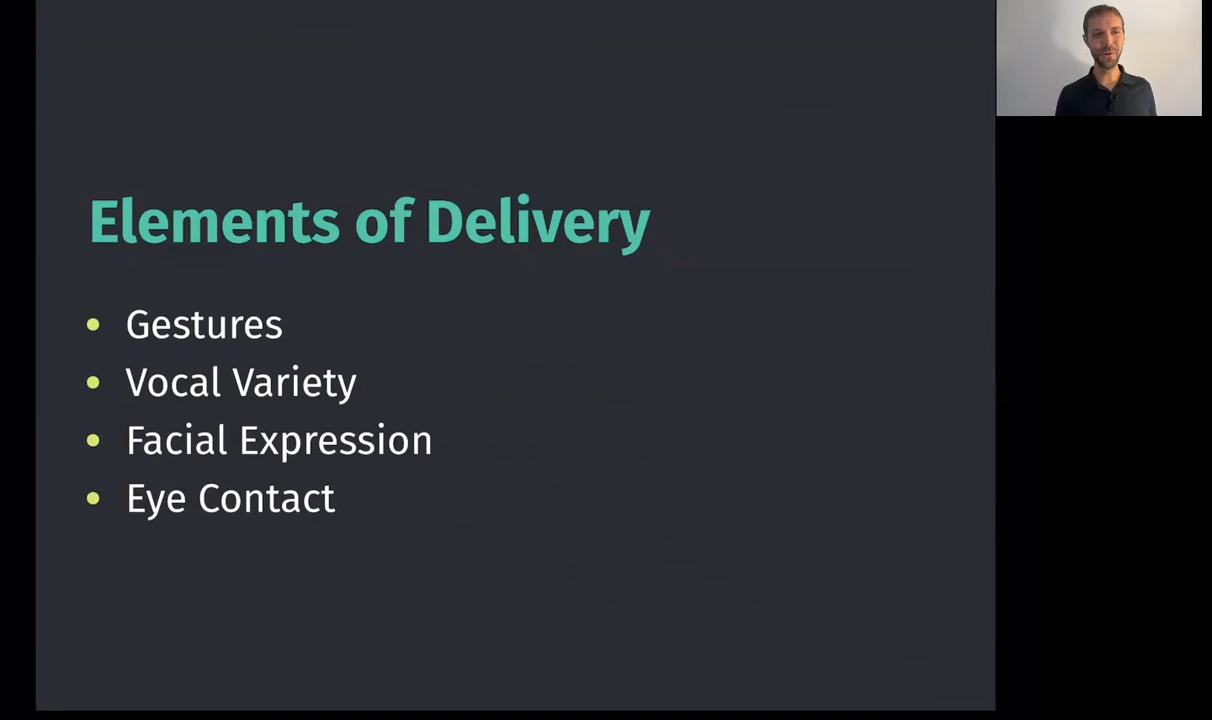 Elements of Delivery
• Gestures
• Vocal Variety
• Facial Expression
• Eye Contact